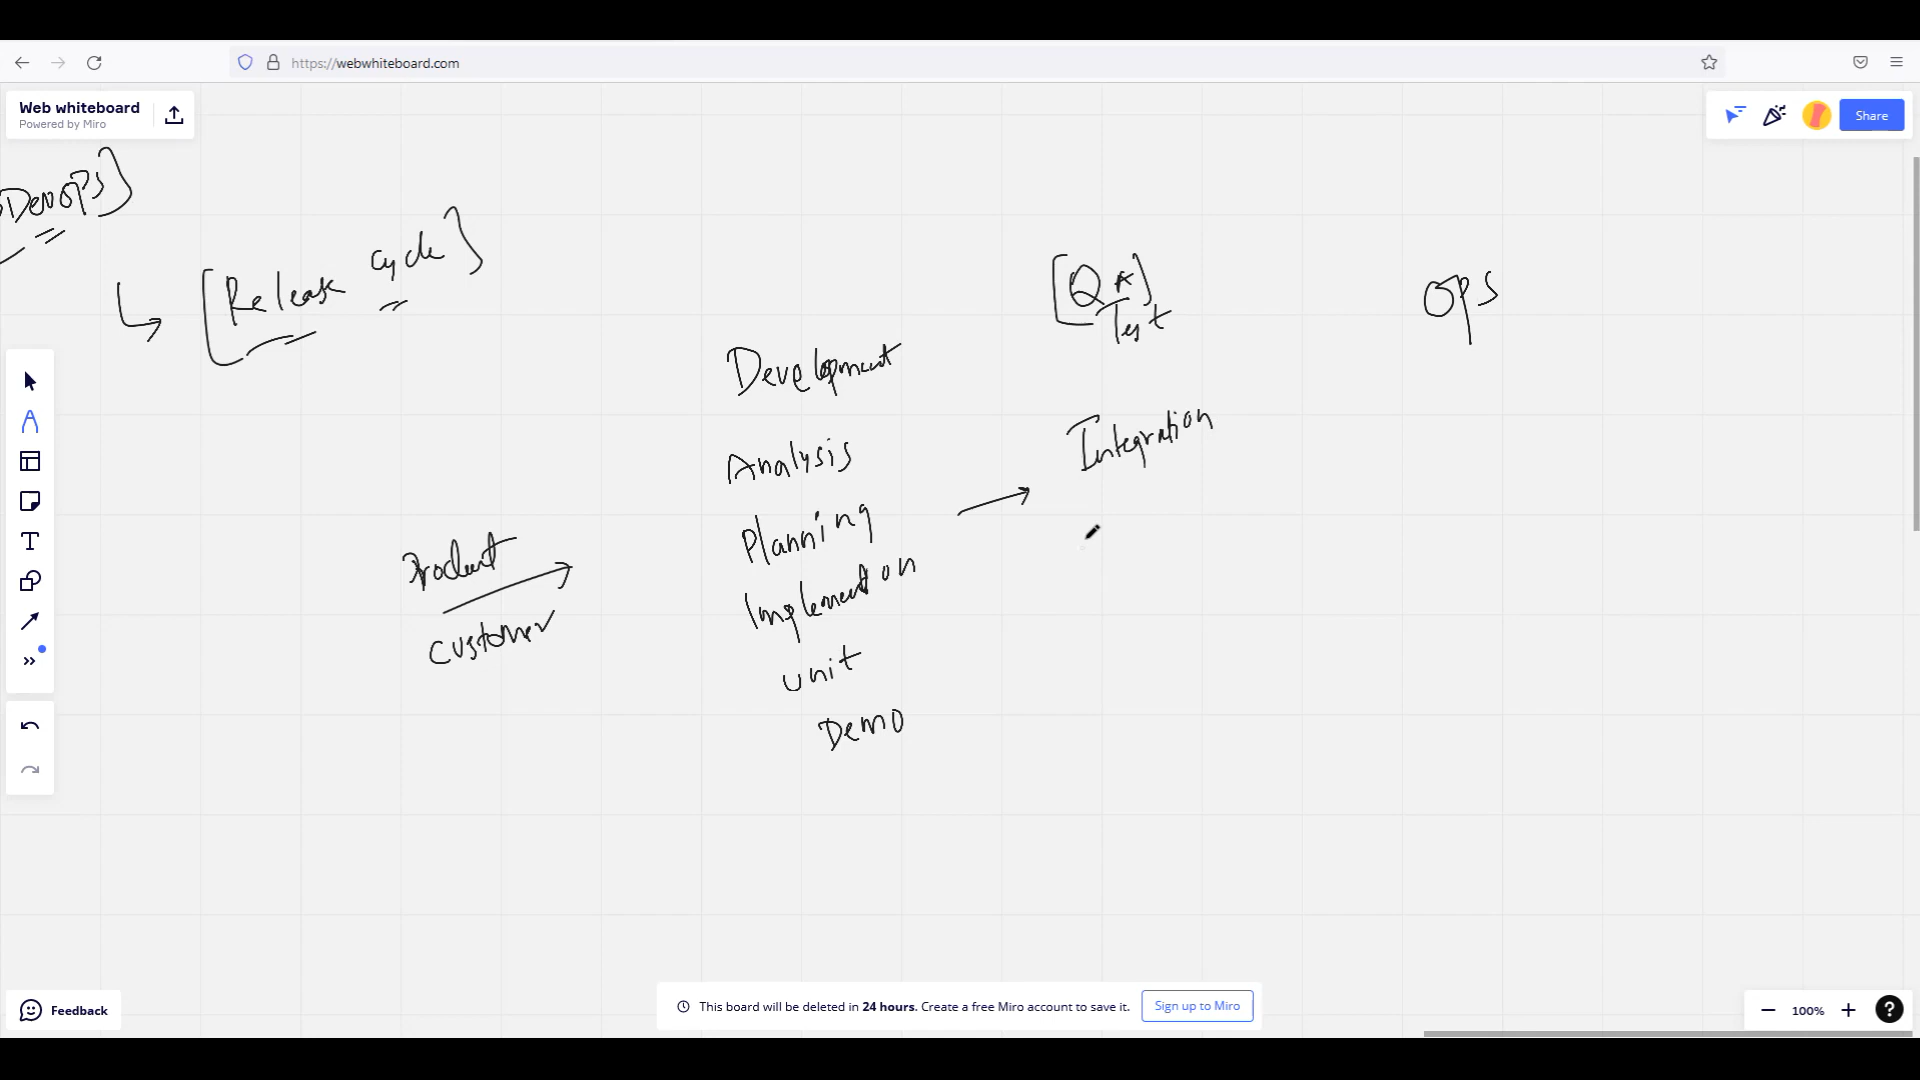 https://webwhiteboard.com
Web whiteboard
Powered by Miro
Share
DevOps]
[Release cycle]
[QA]
Test
Ops
Development
Analysis
Planning
Implementon
Unit
Demo
Integration
Product
Customer
This board will be deleted in 24 hours. Create a free Miro account to save it.
Sign up to Miro
Feedback
100%
?